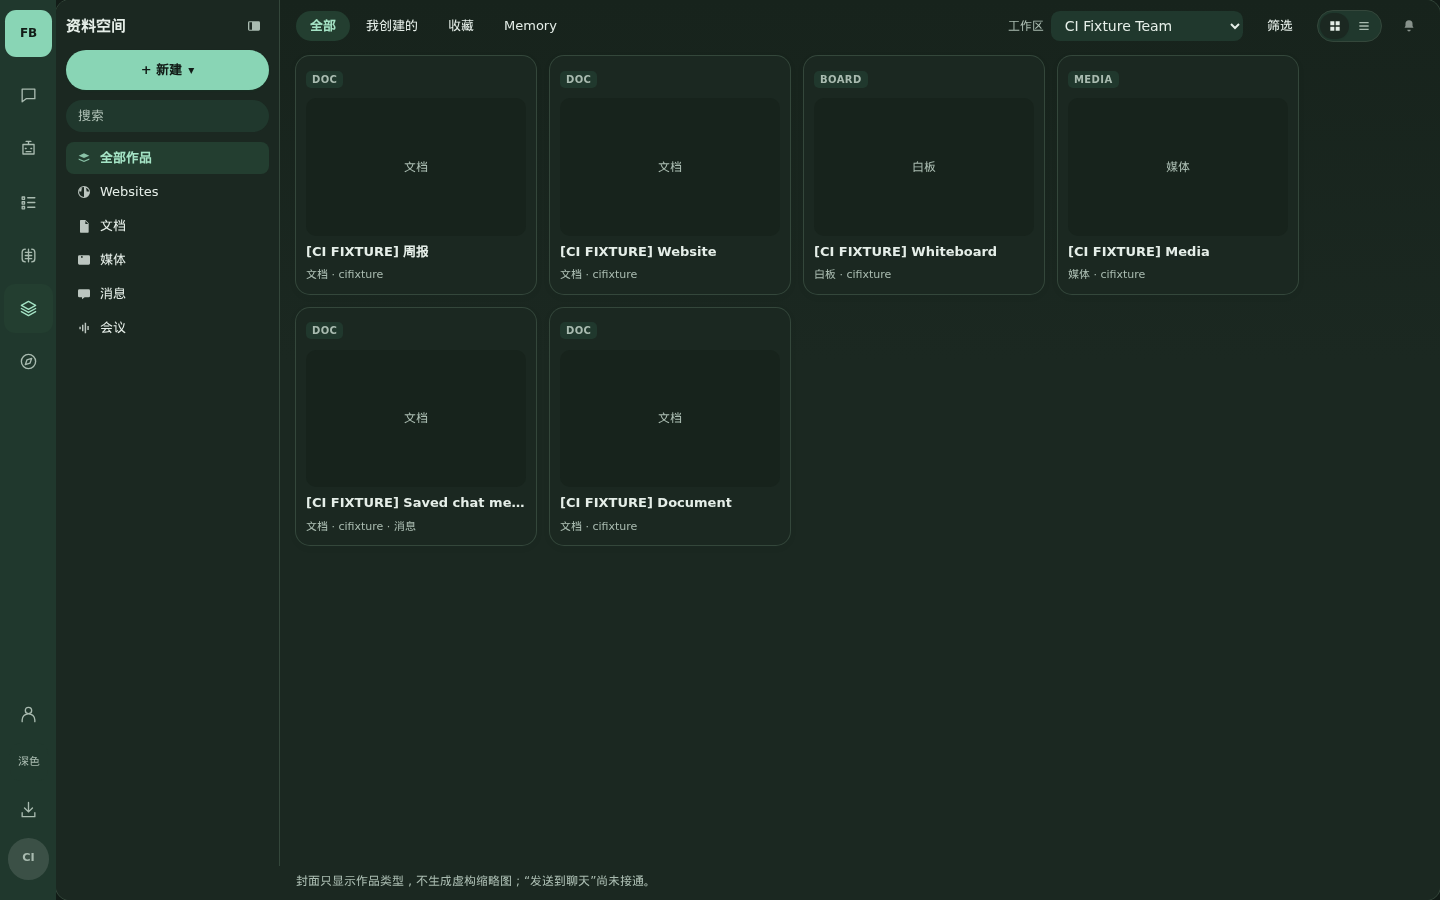 FB
资料空间
+ 新建 ▾
搜索
全部作品
Websites
文档
媒体
消息
会议
深色
CI
全部
我创建的
收藏
Memory
工作区
CI Fixture Team
筛选
DOC
文档
[CI FIXTURE] 周报
文档 · cifixture
DOC
文档
[CI FIXTURE] Website
文档 · cifixture
BOARD
白板
[CI FIXTURE] Whiteboard
白板 · cifixture
MEDIA
媒体
[CI FIXTURE] Media
媒体 · cifixture
DOC
文档
[CI FIXTURE] Saved chat me...
文档 · cifixture · 消息
DOC
文档
[CI FIXTURE] Document
文档 · cifixture
封面只显示作品类型，不生成虚构缩略图；“发送到聊天”尚未接通。